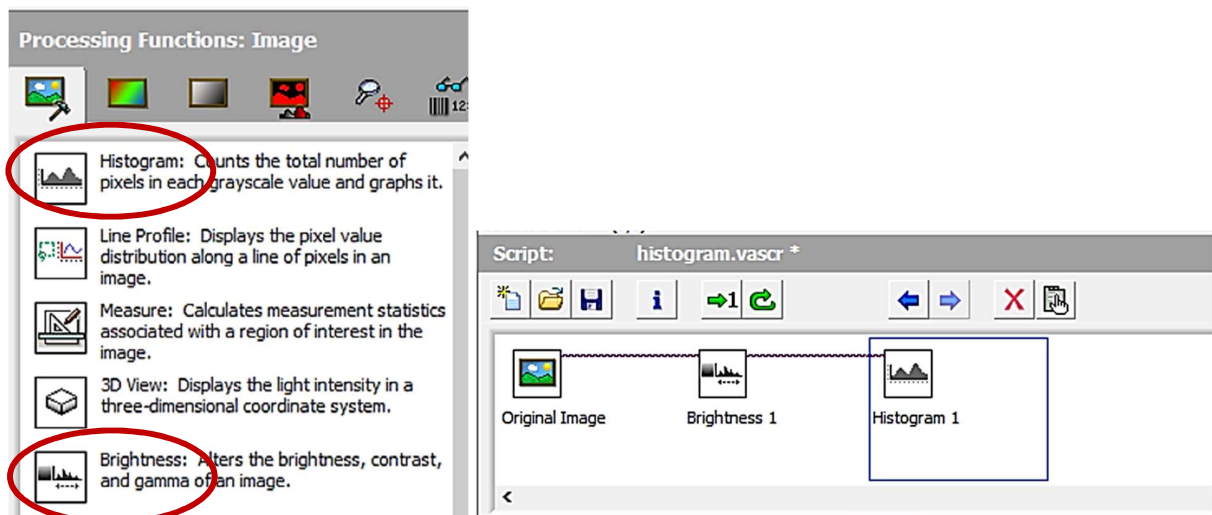 Processing Functions: Image
12
Histogram: Counts the total number of
pixels in each grayscale value and graphs it.
Line Profile: Displays the pixel value
distribution along a line of pixels in an
image.
Measure: Calculates measurement statistics
associated with a region of interest in the
image.
3D View: Displays the light intensity in a
three-dimensional coordinate system.
Brightness: Alters the brightness, contrast,
and gamma of an image.
Script: histogram.vascr *
i 1
Original Image Brightness 1 Histogram 1